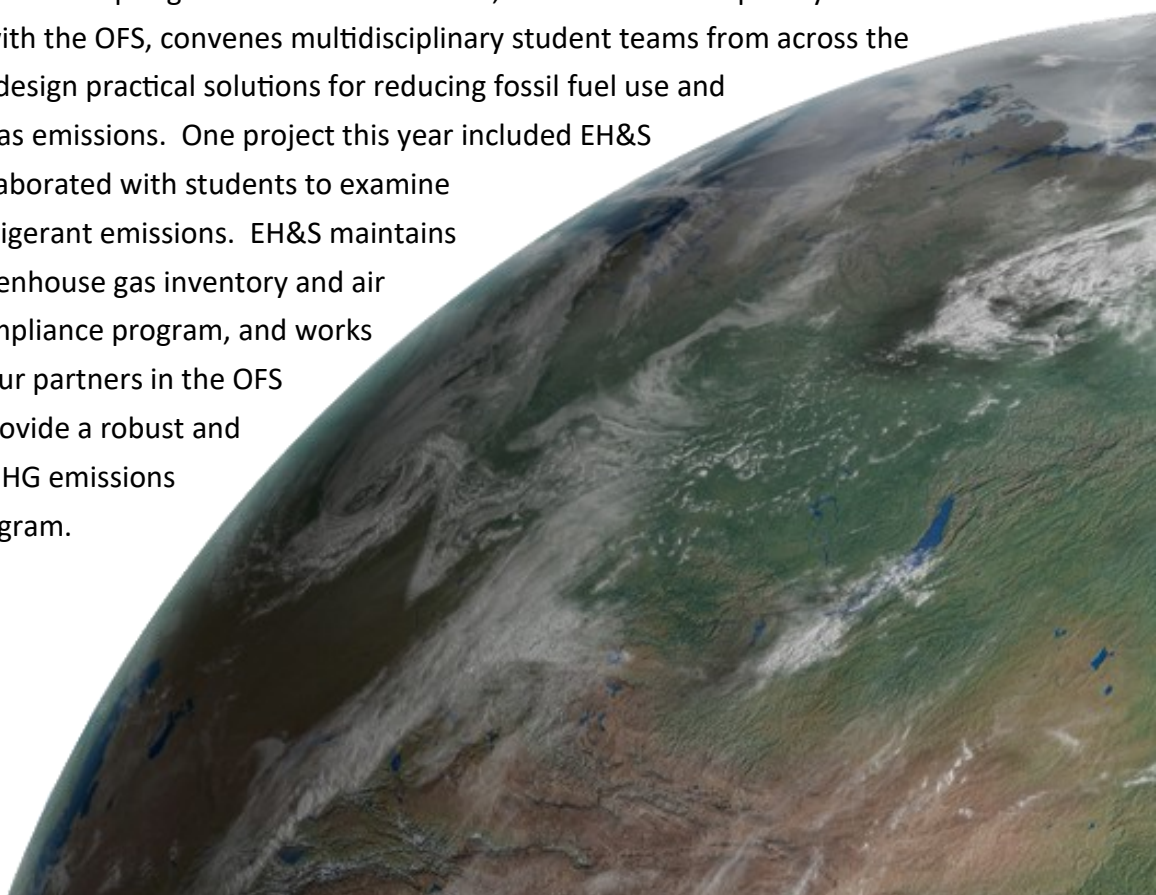 with the OFS, convenes multidisciplinary student teams from across the
design practical solutions for reducing fossil fuel use and
as emissions.  One project this year included EH&S
aborated with students to examine
igerant emissions.  EH&S maintains
enhouse gas inventory and air
mpliance program, and works
ur partners in the OFS
ovide a robust and
HG emissions
gram.